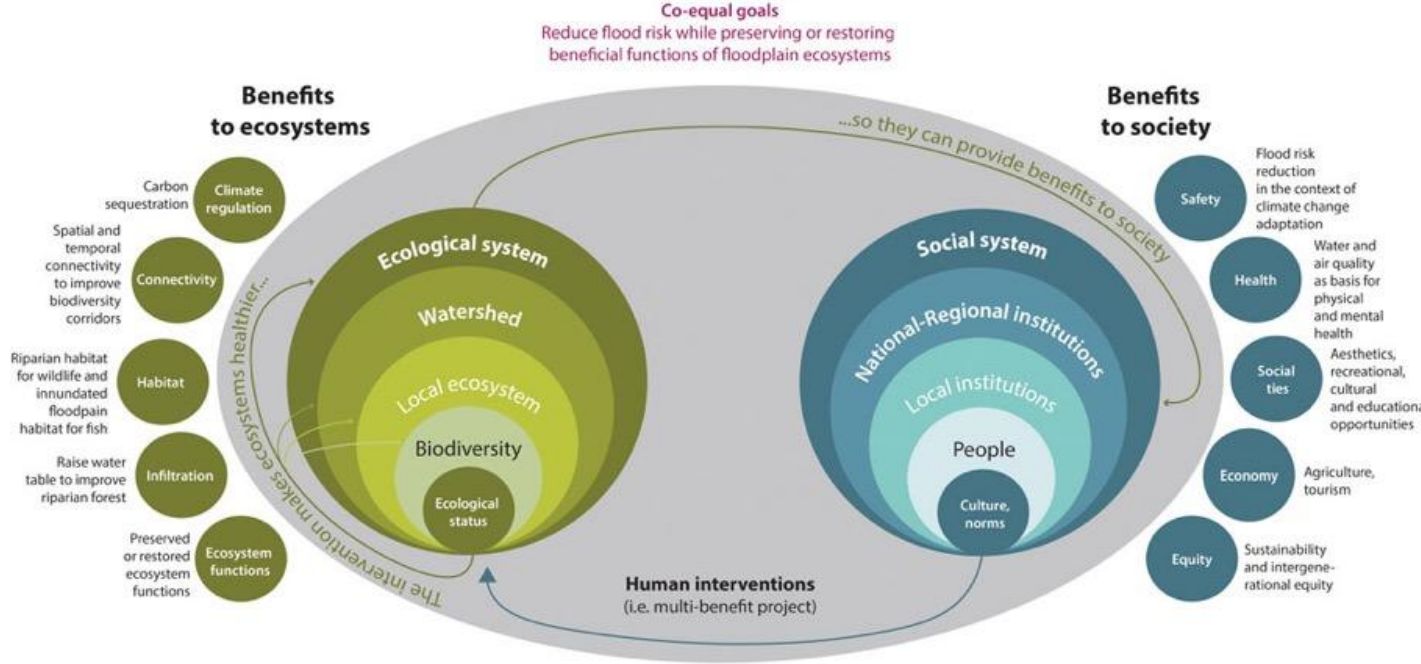 Co-equal goals
Reduce flood risk while preserving or restoring
beneficial functions of floodplain ecosystems
Benefits
to ecosystems
Carbon
sequestration
Climate
regulation
Spatial and
temporal
connectivity
to improve
biodiversity
corridors
Connectivity
Riparian habitat
for wildlife and
innundated
floodpain
habitat for fish
Habitat
Raise water
table to improve
riparian forest
Infiltration
Preserved
or restored
ecosystem
functions
Ecosystem
functions
The intervention makes ecosystems healthier...
Ecological system
Watershed
Local ecosystem
Biodiversity
Ecological
status
...so they can provide benefits to society
Social system
National-Regional institutions
Local institutions
People
Culture,
norms
Human interventions
(i.e. multi-benefit project)
Benefits
to society
Safety
Flood risk
reduction
in the context of
climate change
adaptation
Health
Water and
air quality
as basis for
physical
and mental
health
Social
ties
Aesthetics,
recreational,
cultural
and educationa
opportunities
Economy
Agriculture,
tourism
Equity
Sustainability
and intergene-
rational equity